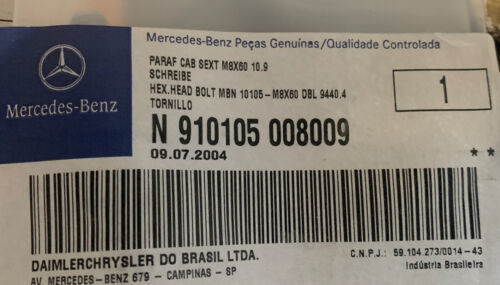 Mercedes-Benz Peças Genuínas/Qualidade Controlada
Mercedes-Benz
PARAF CAB SEXT M8X60 10.9
SCHREIBE
HEX.HEAD BOLT MBN 10105-M8X60 DBL 9440.4
TORNILLO
1
N 910105 008009
09.07.2004
**
DAIMLERCHRYSLER DO BRASIL LTDA.
C.N.P.J.: 59.104.273/0014-43
AV. MERCEDES-BENZ 679 - CAMPINAS - SP
Indústria Brasileira